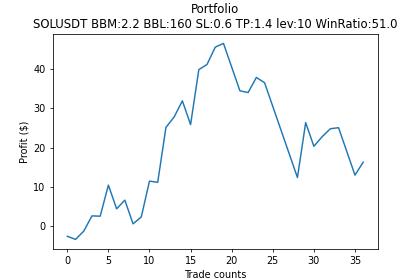 Portfolio
SOLUSDT BBM:2.2 BBL:160 SL:0.6 TP:1.4 lev:10 WinRatio:51.0
Profit ($)
40
30
20
10
0
0 5 10 15 20 25 30 35
Trade counts